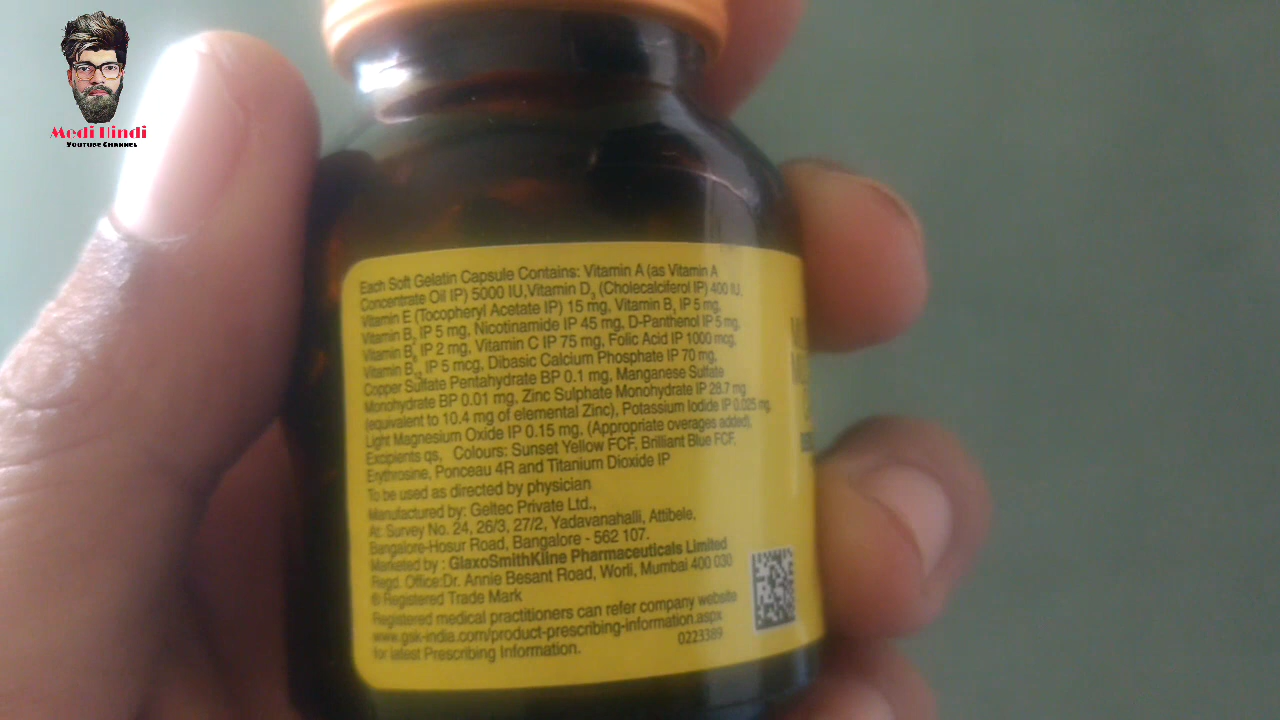 Medi Hindi
YOUTUBE CHANNEL
Each Soft Gelatin Capsule Contains: Vitamin A (as Vitamin A
Concentrate Oil IP) 5000 IU,Vitamin D3 (Cholecalciferol IP) 400 IU,
Vitamin E (Tocopheryl Acetate IP) 15 mg, Vitamin B1 IP 5 mg,
Vitamin B2 IP 5 mg, Nicotinamide IP 45 mg, D-Panthenol IP 5 mg,
Vitamin B6 IP 2 mg, Vitamin C IP 75 mg, Folic Acid IP 1000 mcg,
Vitamin B12 IP 5 mcg, Dibasic Calcium Phosphate IP 70 mg,
Copper Sulfate Pentahydrate BP 0.1 mg, Manganese Sulfate
Monohydrate BP 0.01 mg, Zinc Sulphate Monohydrate IP 28.7 mg
(equivalent to 10.4 mg of elemental Zinc), Potassium Iodide IP 0.025 mg,
Light Magnesium Oxide IP 0.15 mg. (Appropriate overages added),
Excipients qs, Colours: Sunset Yellow FCF, Brilliant Blue FCF,
Erythrosine, Ponceau 4R and Titanium Dioxide IP
To be used as directed by physician
Manufactured by: Geltec Private Ltd.,
At: Survey No. 24, 26/3, 27/2, Yadavanahalli, Attibele,
Bangalore-Hosur Road, Bangalore - 562 107.
Marketed by : GlaxoSmithKline Pharmaceuticals Limited
Regd. Office:Dr. Annie Besant Road, Worli, Mumbai 400 030
® Registered Trade Mark
Registered medical practitioners can refer company website
www.gsk-india.com/product-prescribing-information.aspx
for latest Prescribing Information.
0223389